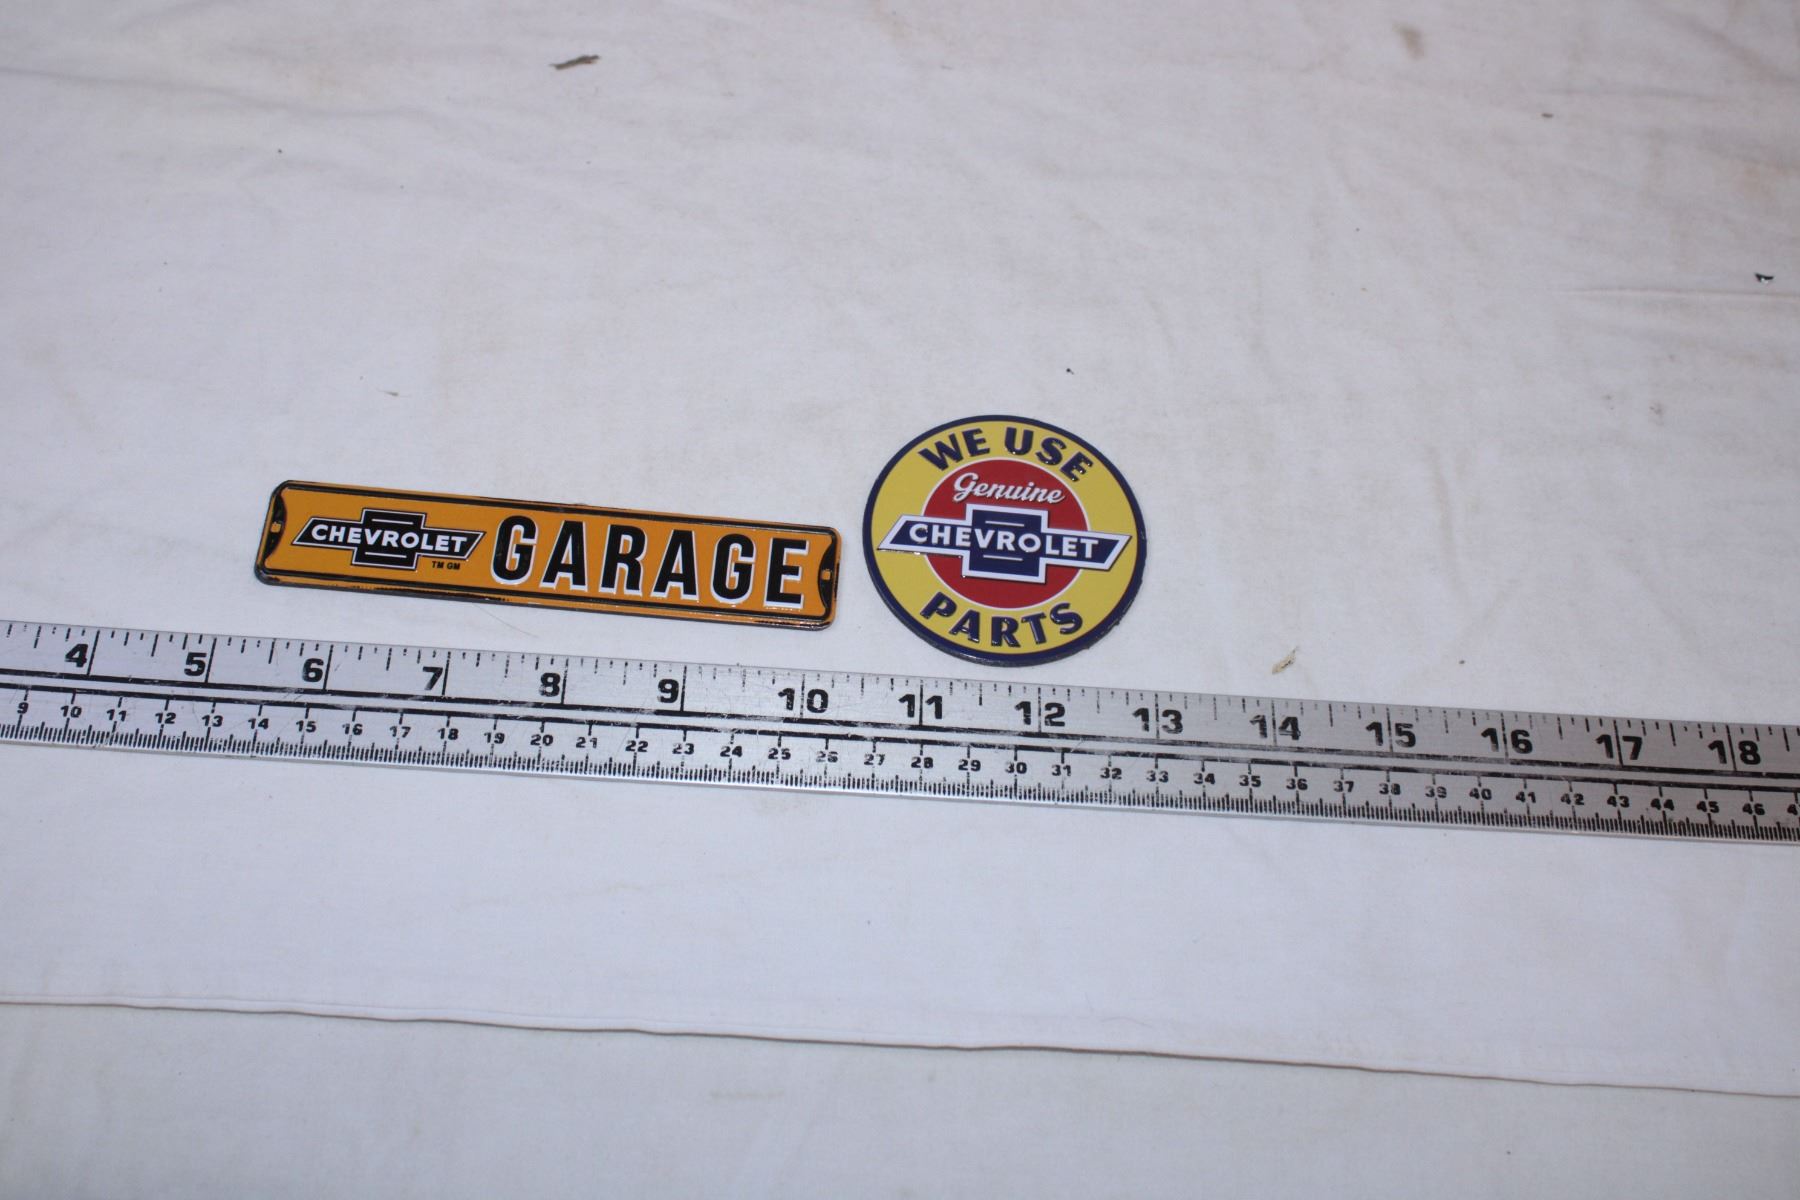 CHEVROLET GARAGE
TM GM
WE USE
Genuine
CHEVROLET
PARTS
4 5 6 7 8 9 10 11 12 13 14 15 16 17 18
9 10 11 12 13 14 15 16 17 18 19 20 21 22 23 24 25 26 27 28 29 30 31 32 33 34 35 36 37 38 39 40 41 42 43 44 45 46